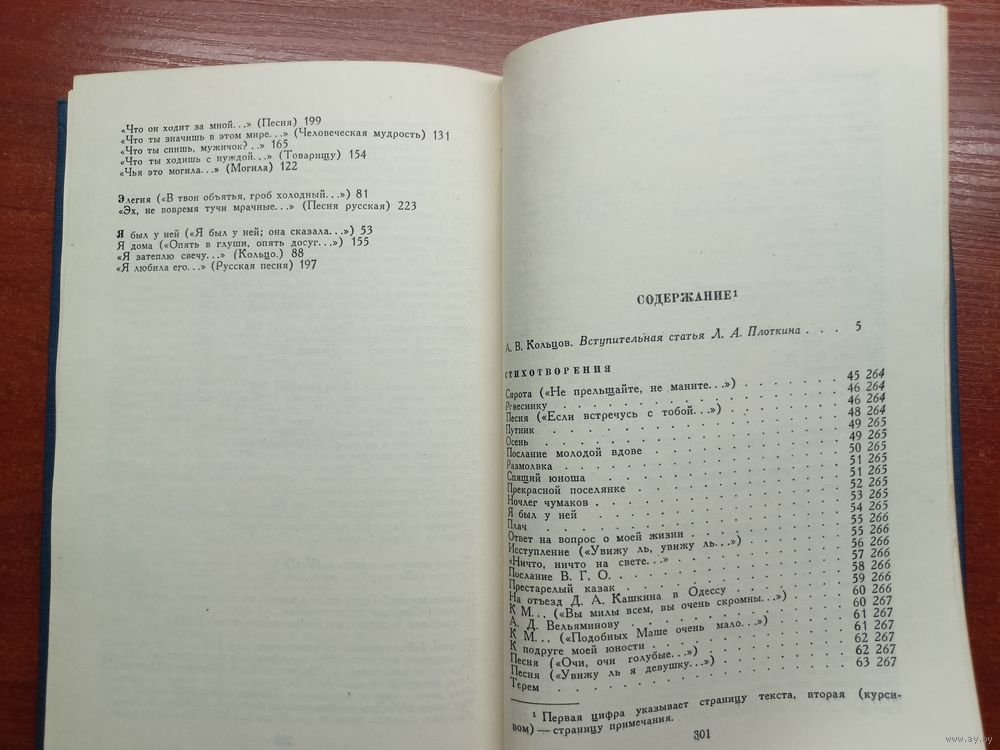 «Что он ходит за мной...» (Песня) 199
«Что ты значишь в этом мире...» (Человеческая мудрость) 131
«Что ты спишь, мужичок?..» 165
«Что ты ходишь с нуждой...» (Товарищу) 154
«Чья это могила...» (Могила) 122
Элегия («В твои объятья, гроб холодный...») 81
«Эх, не вовремя тучи мрачные...» (Песня русская) 223
Я был у ней («Я был у ней; она сказала...») 53
Я дома («Опять в глуши, опять досуг...») 155
«Я затеплю свечу...» (Кольцо.) 88
«Я любила его...» (Русская песня) 197
СОДЕРЖАНИЕ¹
А. В. Кольцов. Вступительная статья Л. А. Плоткина . . . 5
СТИХОТВОРЕНИЯ
Сирота («Не прельщайте, не маните...») 45 264
Ровеснику 46 264
Песня («Если встречусь с тобой...») 46 264
Путник 48 264
Осень 49 265
Послание молодой вдове 49 265
Размолвка 50 265
Спящий юноша 51 265
Прекрасной поселянке 51 265
Ночлег чумаков 52 265
Я был у ней 53 265
Плач 54 265
Ответ на вопрос о моей жизни 55 266
Исступление («Увижу ль, увижу ль...») 55 266
«Ничто, ничто на свете...» 56 266
Послание В. Г. О. 57 266
Престарелый казак 58 266
На отъезд Д. А. Кашкина в Одессу 59 266
К М... («Вы милы всем, вы очень скромны...») 60 266
А. Д. Вельяминову 60 267
К М... («Подобных Маше очень мало...») 61 267
К подруге моей юности 61 267
Песня («Очи, очи голубые...») 62 267
Песня («Увижу ль я девушку...») 62 267
Терем 63 267
¹ Первая цифра указывает страницу текста, вторая (курси-
вом) — страницу примечания.
301
www.ay.by